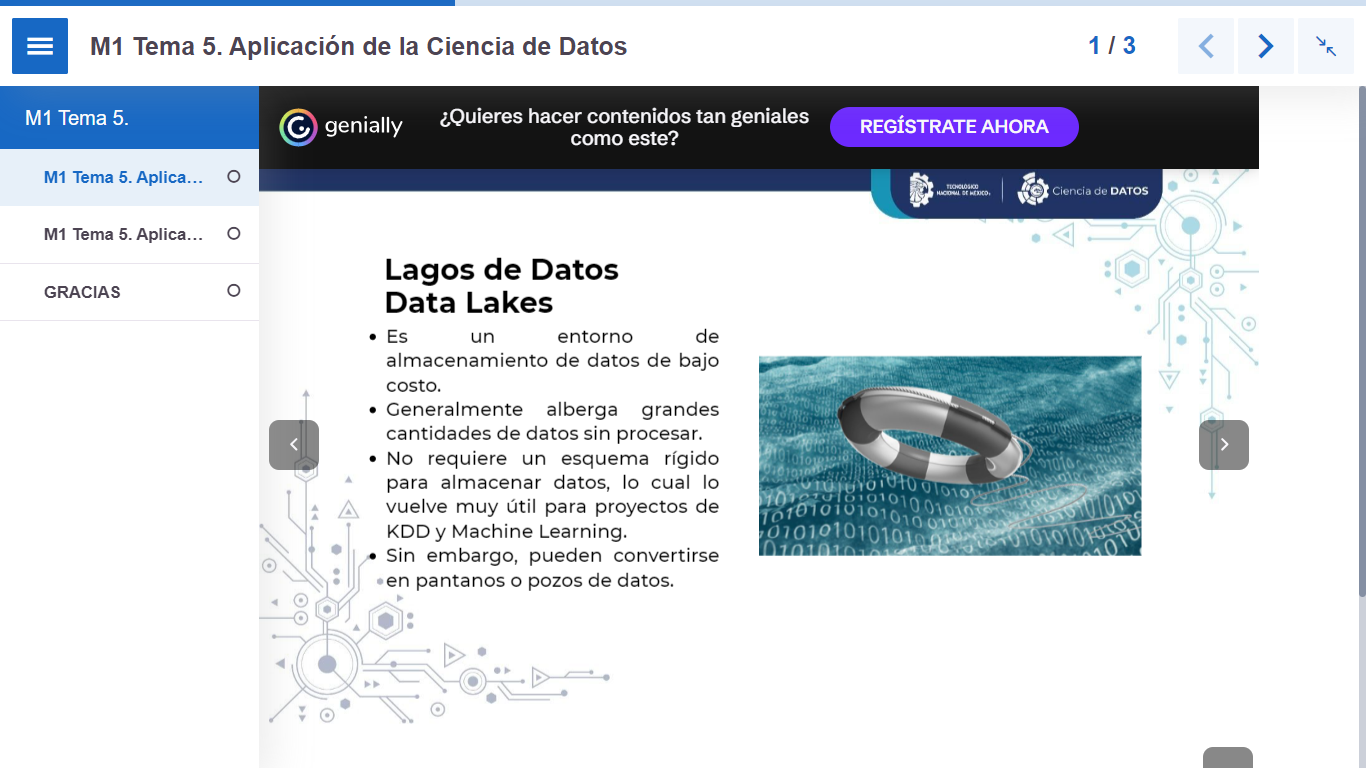 M1 Tema 5. Aplicación de la Ciencia de Datos
1 / 3
M1 Tema 5.
M1 Tema 5. Aplica...
M1 Tema 5. Aplica...
GRACIAS
genially
¿Quieres hacer contenidos tan geniales
como este?
REGÍSTRATE AHORA
TECNOLÓGICO
NACIONAL DE MÉXICO
Ciencia de DATOS
Lagos de Datos
Data Lakes
• Es un entorno de
almacenamiento de datos de bajo
costo.
• Generalmente alberga grandes
cantidades de datos sin procesar.
• No requiere un esquema rígido
para almacenar datos, lo cual lo
vuelve muy útil para proyectos de
KDD y Machine Learning.
• Sin embargo, pueden convertirse
en pantanos o pozos de datos.